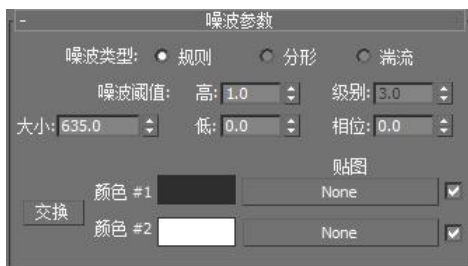 - 噪波参数
噪波类型: 规则 分形 湍流
噪波阈值: 高: 1.0 级别: 3.0
大小: 635.0 低: 0.0 相位: 0.0
贴图
颜色 #1 None
交换
颜色 #2 None